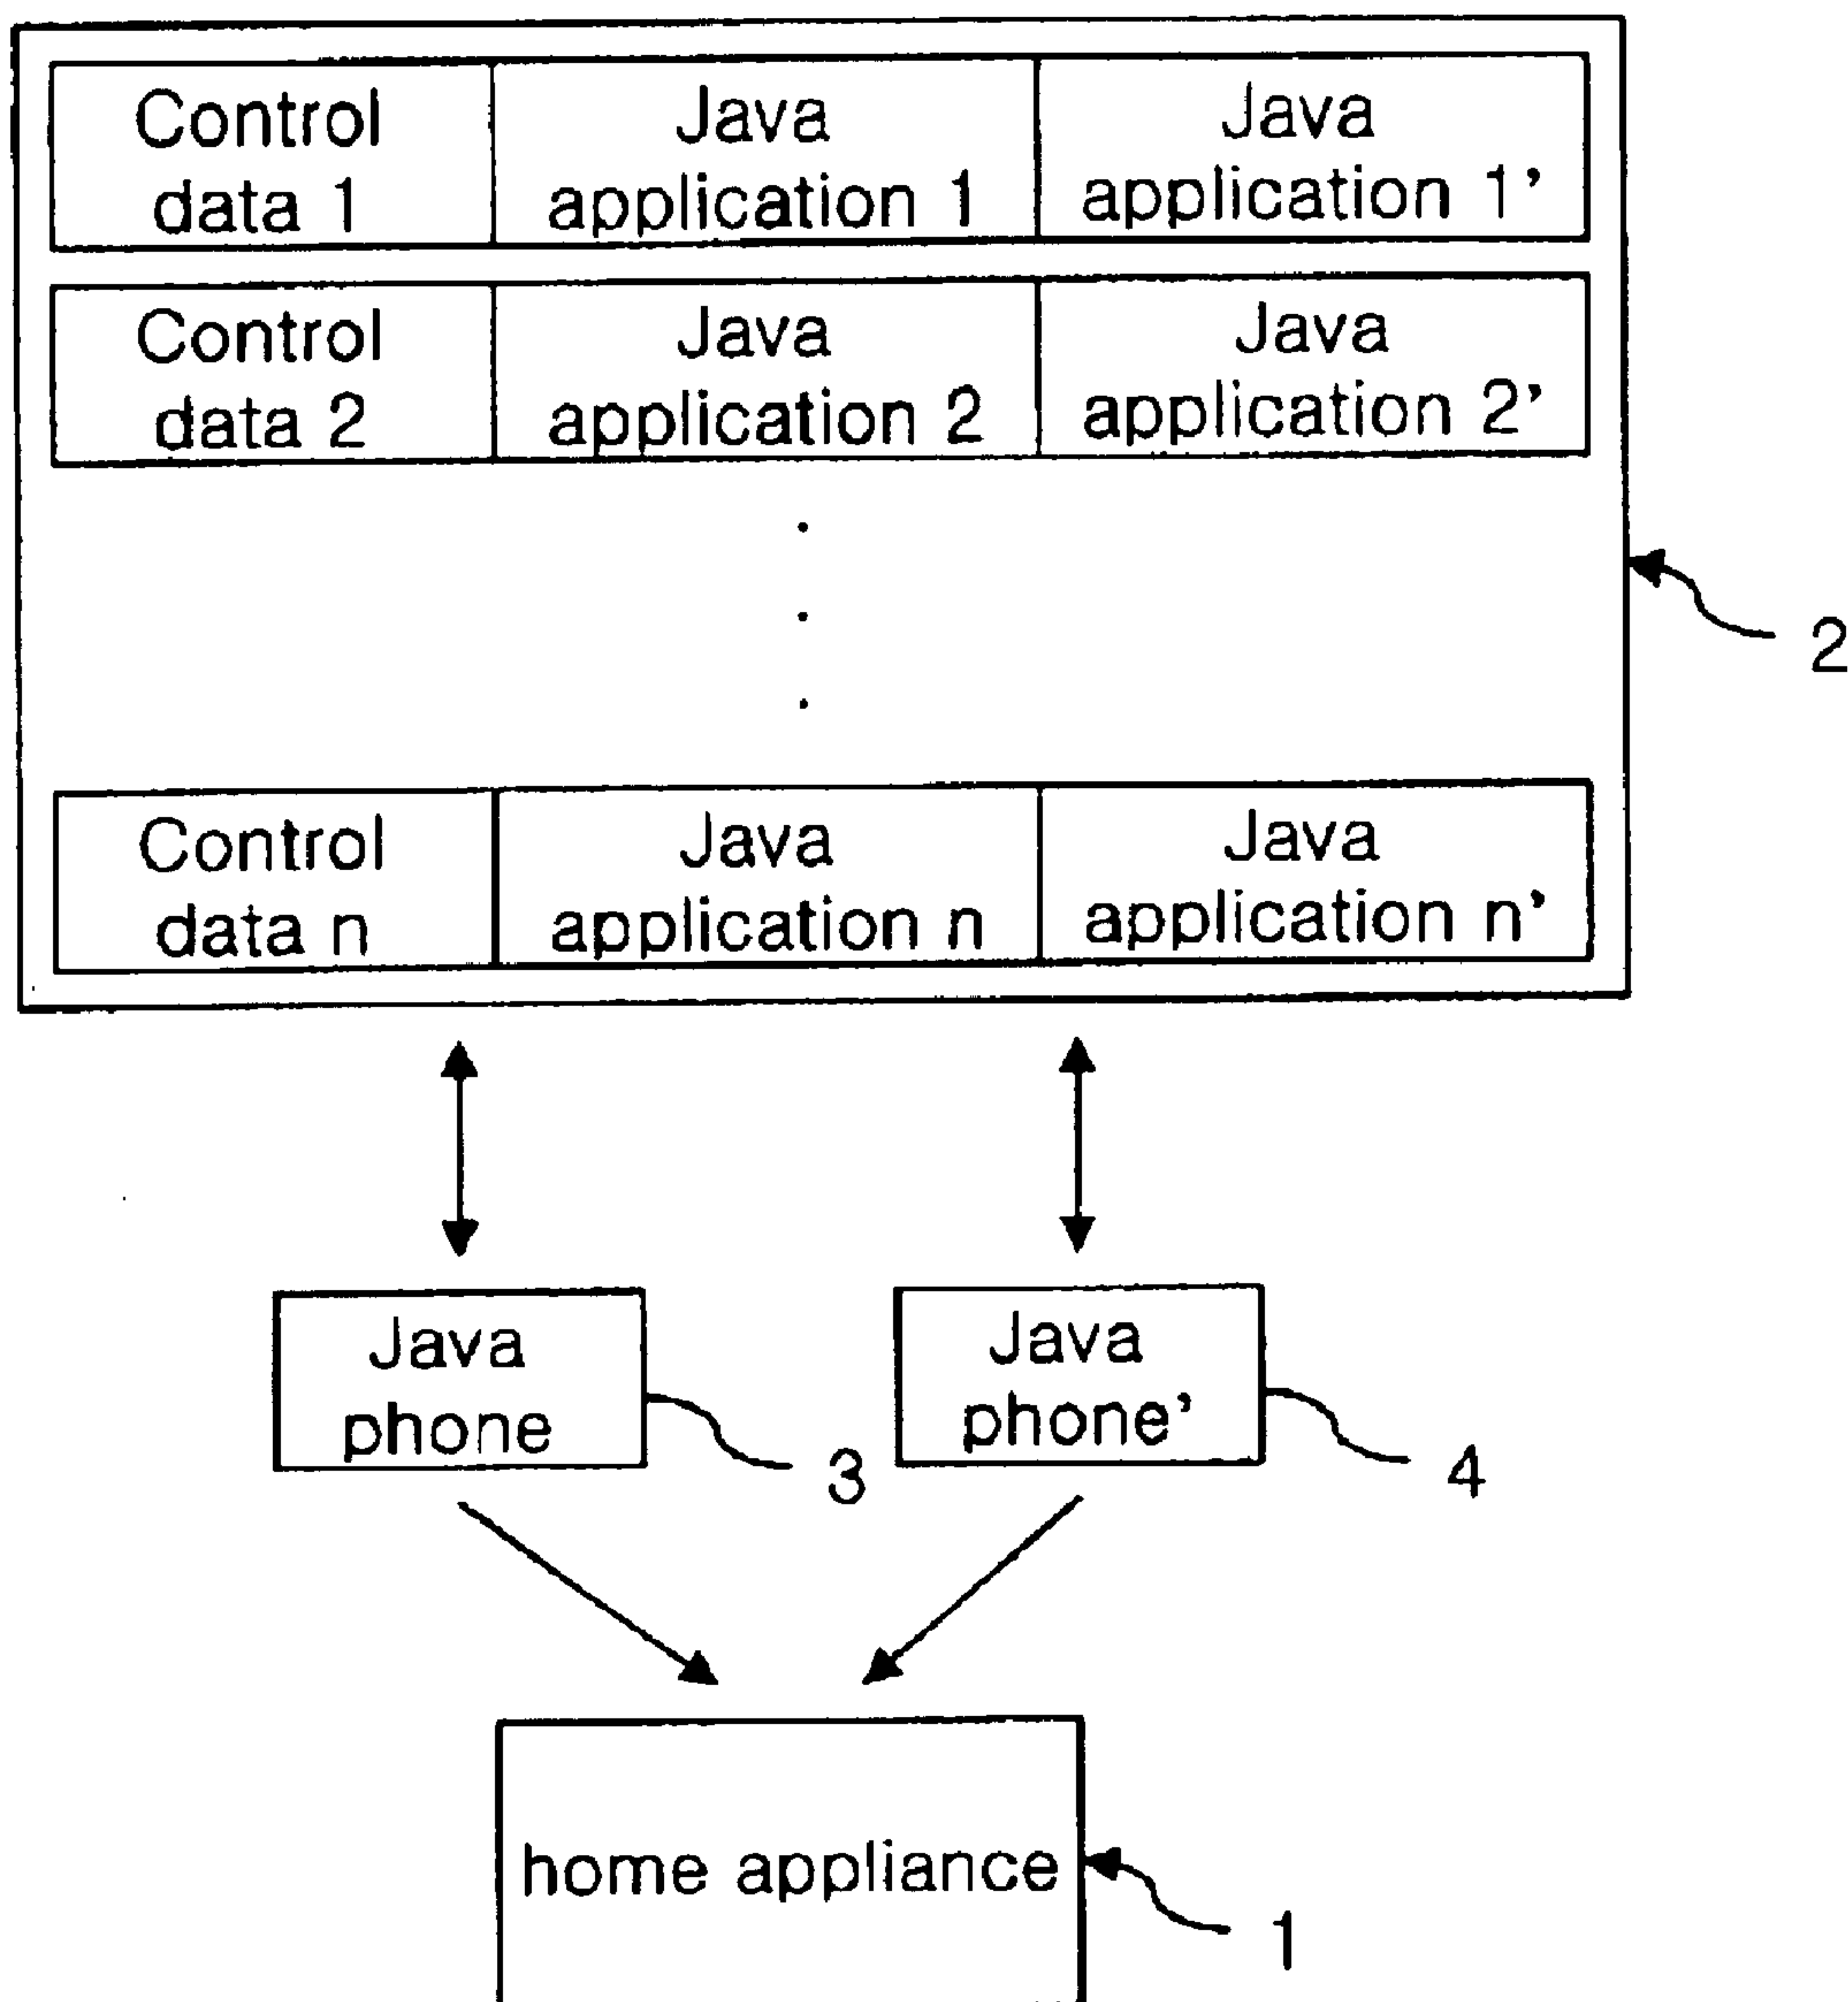 Control
data 1
Java
application 1
Java
application 1’
Control
data 2
Java
application 2
Java
application 2’
2
Control
data n
Java
application n
Java
application n’
Java
phone
3
Java
phone’
4
home appliance
1